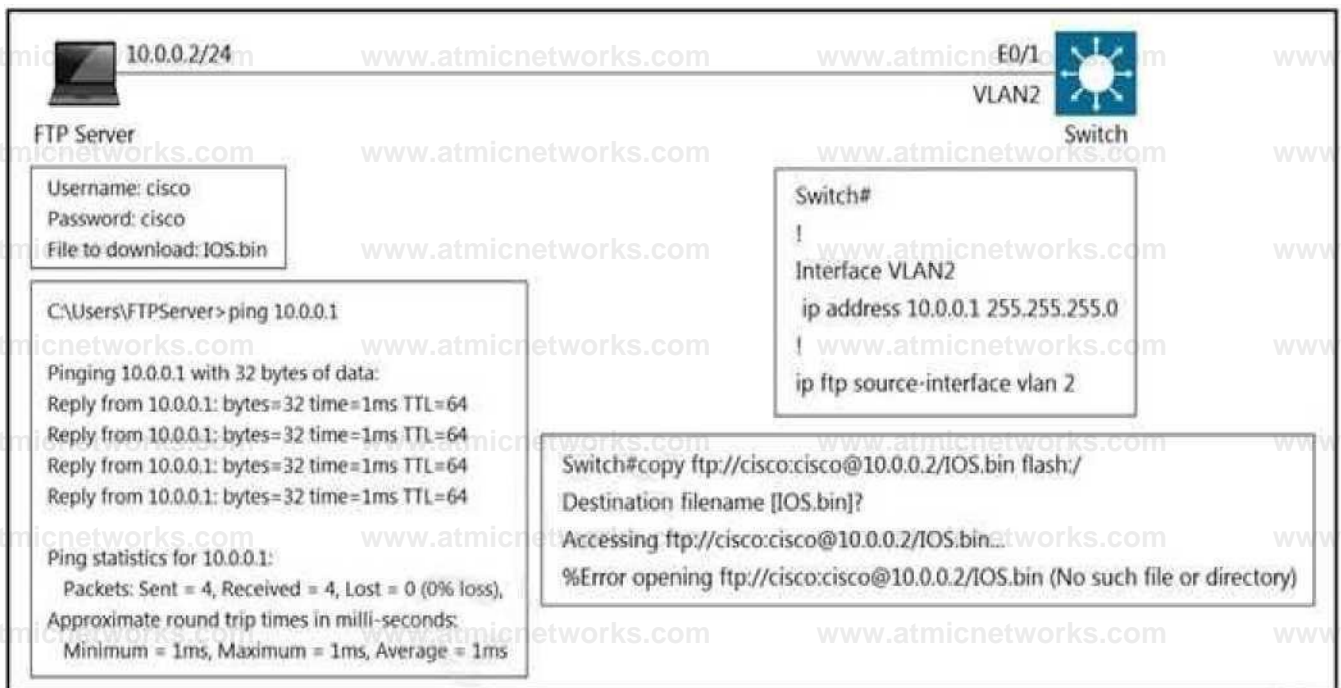 10.0.0.2/24
E0/1
VLAN2
FTP Server
Switch
Username: cisco
Password: cisco
File to download: IOS.bin
Switch#
!
Interface VLAN2
ip address 10.0.0.1 255.255.255.0
!
ip ftp source-interface vlan 2
C:\Users\FTPServer>ping 10.0.0.1
Pinging 10.0.0.1 with 32 bytes of data:
Reply from 10.0.0.1: bytes=32 time=1ms TTL=64
Reply from 10.0.0.1: bytes=32 time=1ms TTL=64
Reply from 10.0.0.1: bytes=32 time=1ms TTL=64
Reply from 10.0.0.1: bytes=32 time=1ms TTL=64
Ping statistics for 10.0.0.1:
Packets: Sent = 4, Received = 4, Lost = 0 (0% loss),
Approximate round trip times in milli-seconds:
Minimum = 1ms, Maximum = 1ms, Average = 1ms
Switch#copy ftp://cisco:cisco@10.0.0.2/IOS.bin flash:/
Destination filename [IOS.bin]?
Accessing ftp://cisco:cisco@10.0.0.2/IOS.bin...
%Error opening ftp://cisco:cisco@10.0.0.2/IOS.bin (No such file or directory)
www.atmicnetworks.com